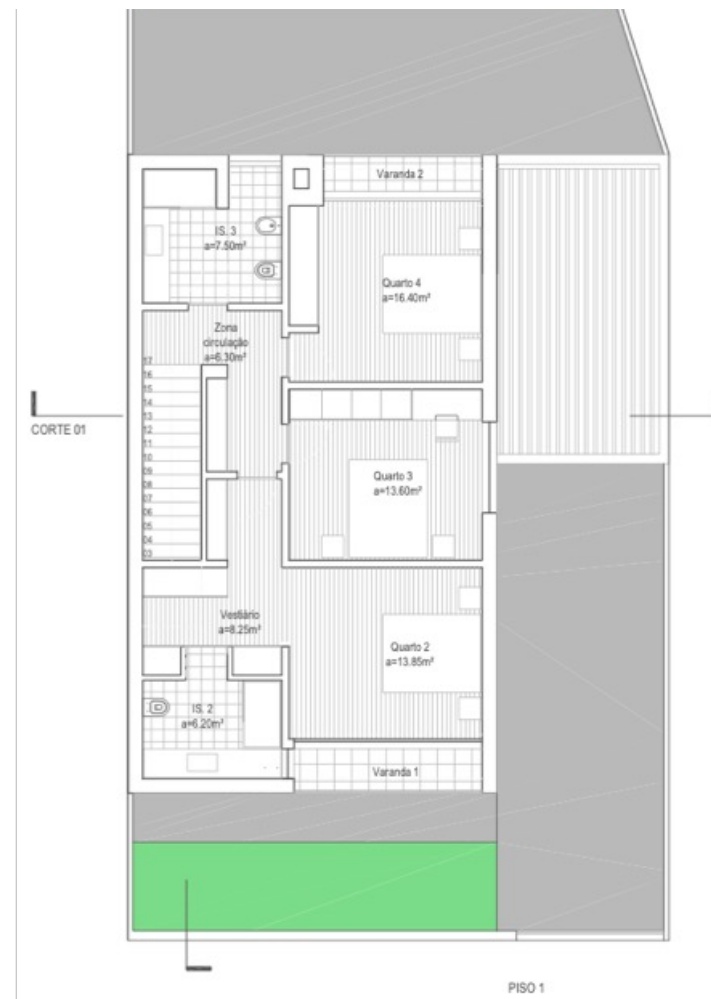 Varanda 2
IS. 3
a=7.50m²
Quarto 4
a=16.40m²
Zona
circulação
a=6.30m²
17
16
15
14
13
12
11
10
09
08
07
06
05
04
03
CORTE 01
Quarto 3
a=13.60m²
Vestiário
a=8.25m²
Quarto 2
a=13.85m²
IS. 2
a=6.20m²
Varanda 1
PISO 1